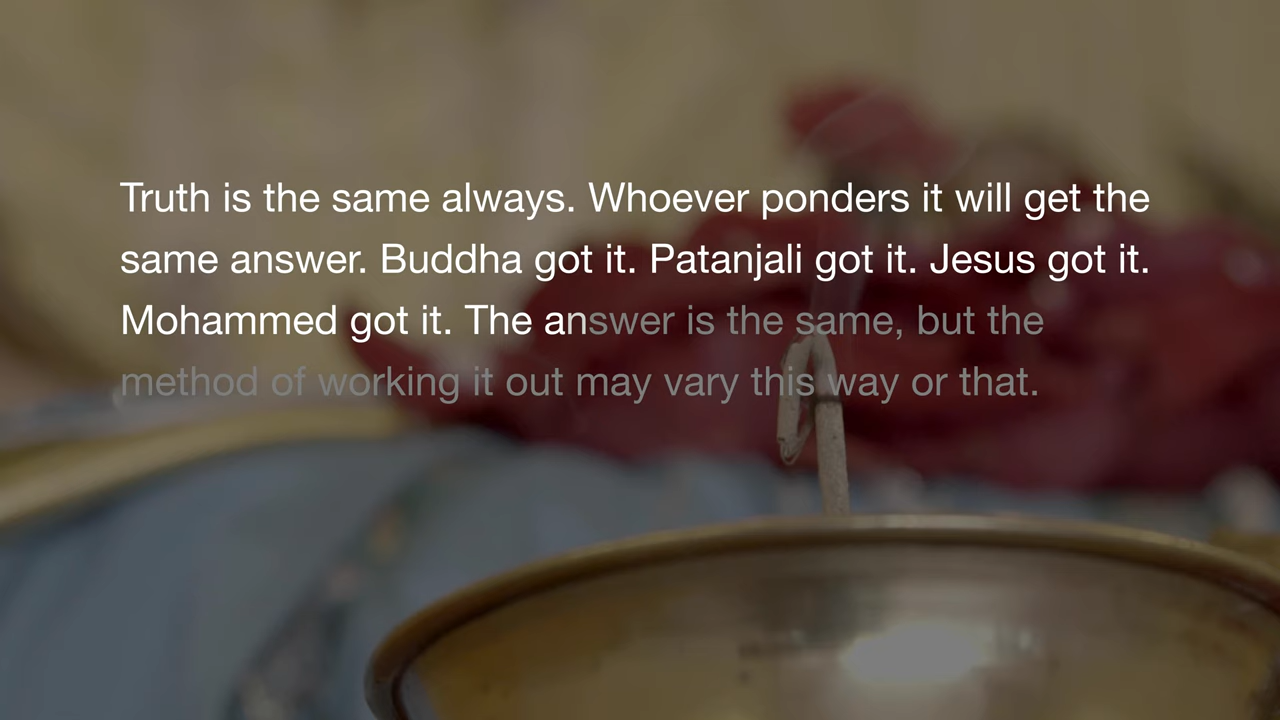 Truth is the same always. Whoever ponders it will get the
same answer. Buddha got it. Patanjali got it. Jesus got it.
Mohammed got it. The answer is the same, but the
method of working it out may vary this way or that.